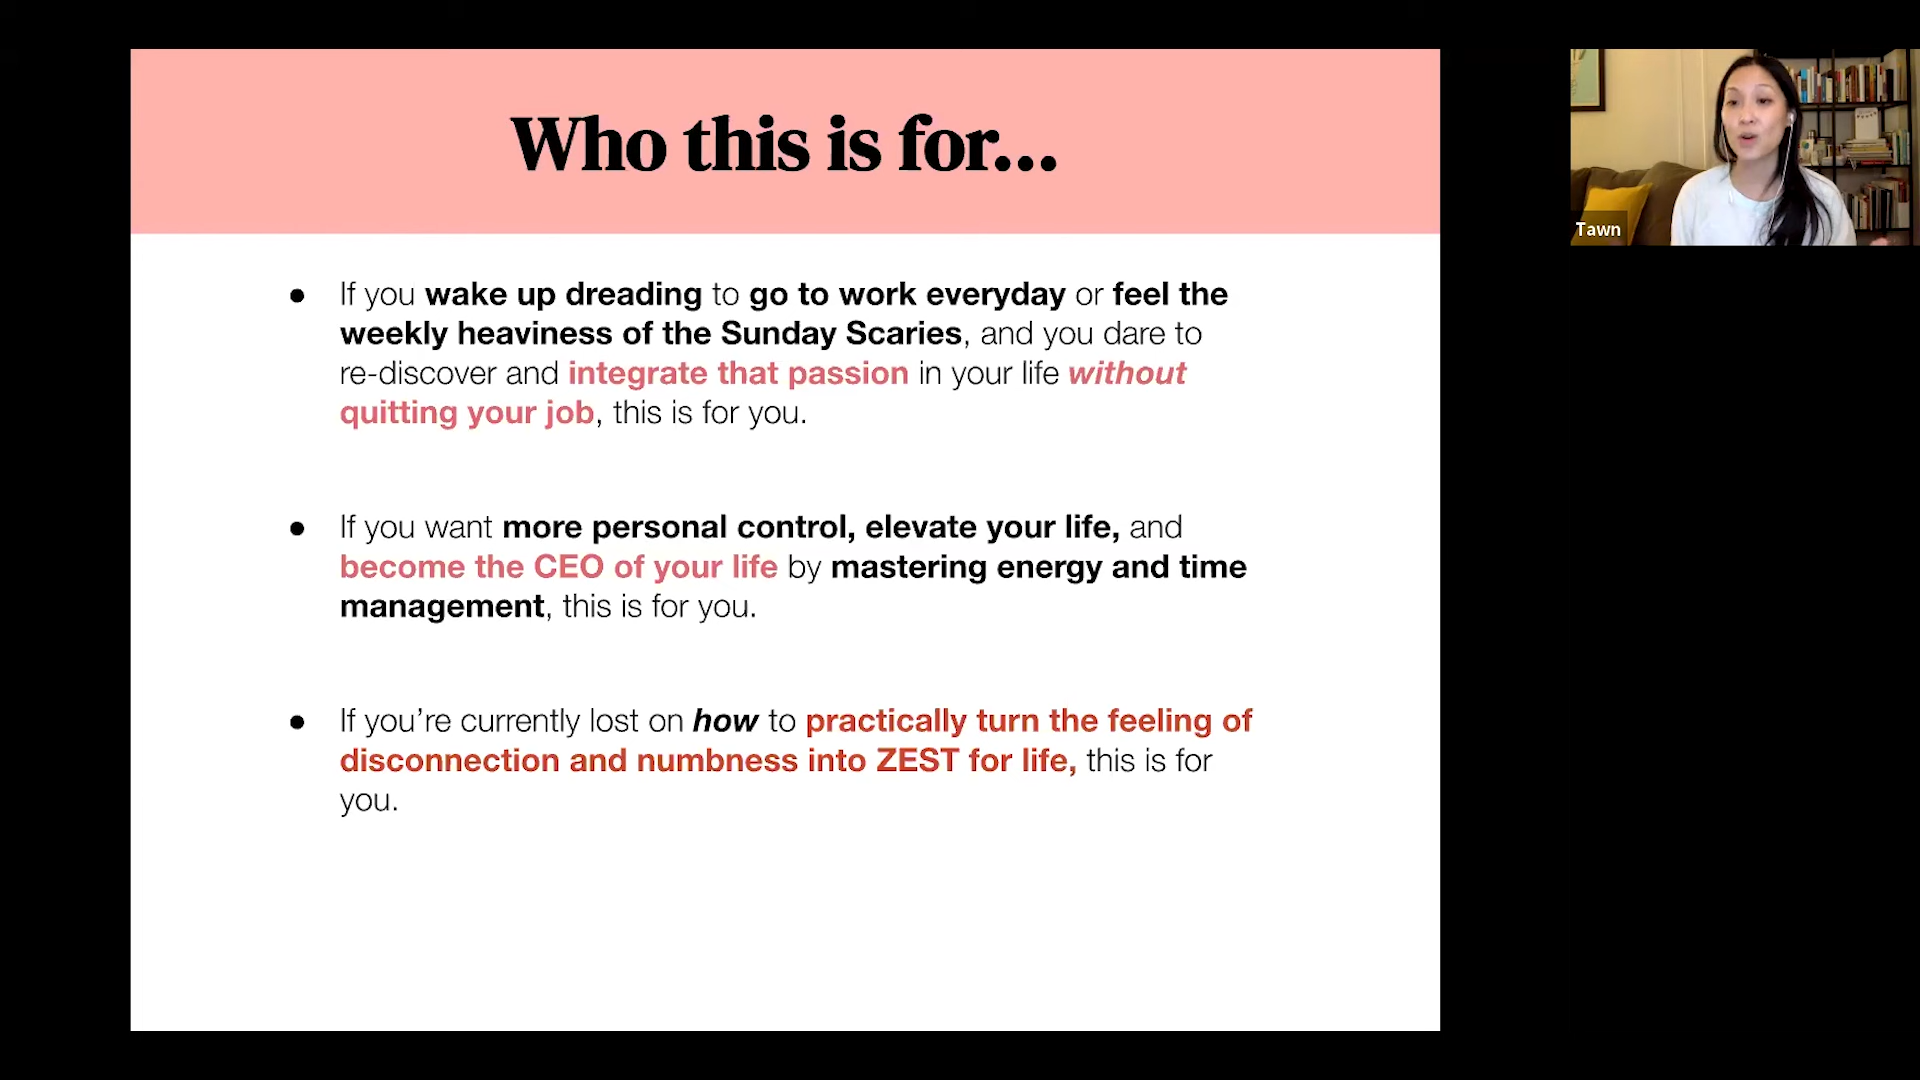 Who this is for...
● If you wake up dreading to go to work everyday or feel the
weekly heaviness of the Sunday Scaries, and you dare to
re-discover and integrate that passion in your life without
quitting your job, this is for you.
● If you want more personal control, elevate your life, and
become the CEO of your life by mastering energy and time
management, this is for you.
● If you’re currently lost on how to practically turn the feeling of
disconnection and numbness into ZEST for life, this is for
you.
Tawn